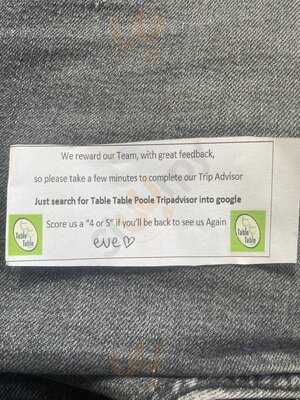 We reward our Team, with great feedback,
so please take a few minutes to complete our Trip Advisor
Just search for Table Table Poole Tripadvisor into google
Score us a "4 or 5" if you'll be back to see us Again
eve♡
Table Table
Table Table